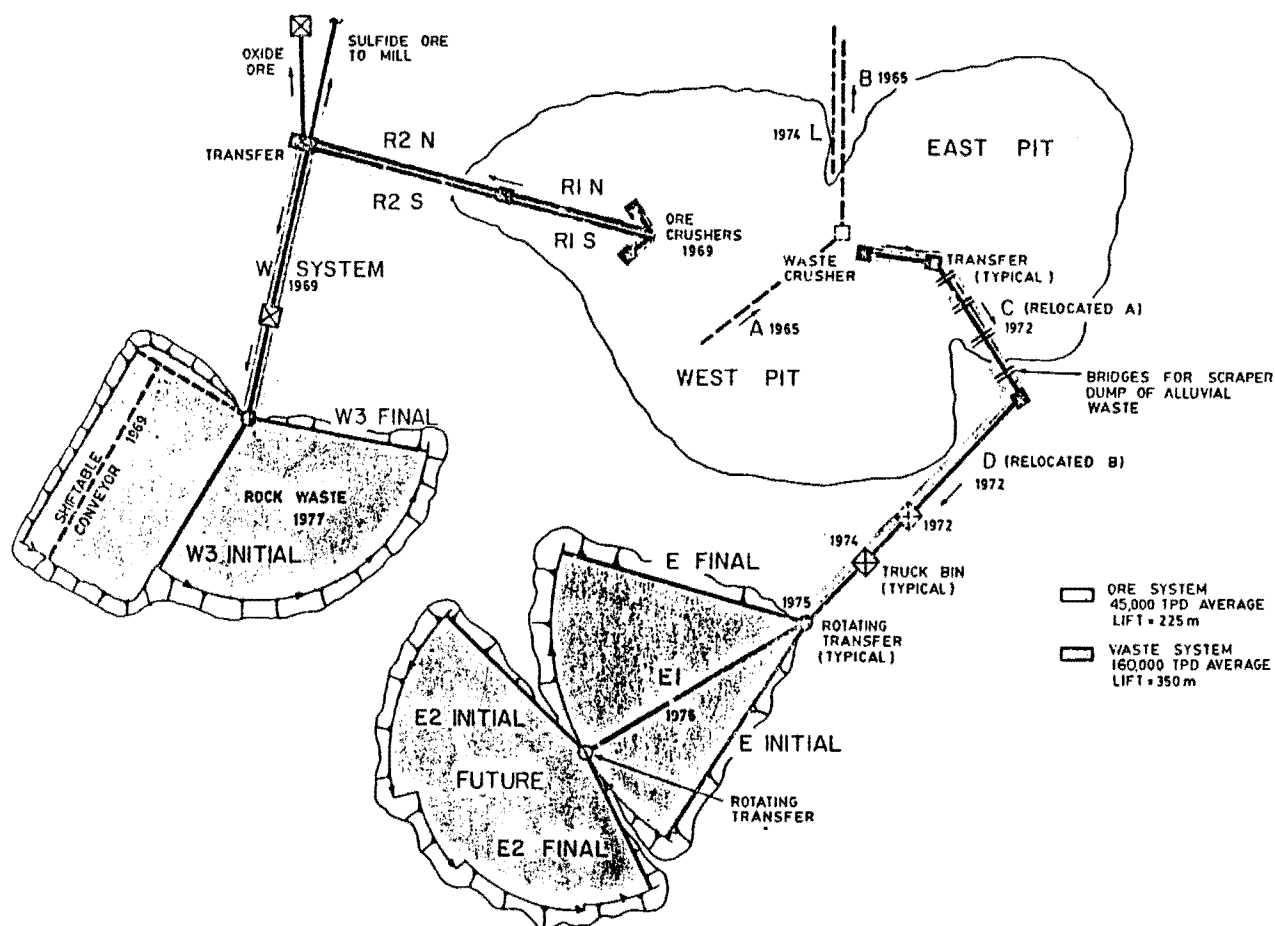 OXIDE
ORE
SULFIDE ORE
TO MILL
TRANSFER
R2 N
R2 S
R1 N
R1 S
ORE
CRUSHERS
1969
W SYSTEM
1969
B 1965
1974 L
EAST PIT
WASTE
CRUSHER
TRANSFER
(TYPICAL)
C (RELOCATED A)
1972
A 1965
WEST PIT
BRIDGES FOR SCRAPER
DUMP OF ALLUVIAL
WASTE
D (RELOCATED B)
1972
1972
1974
TRUCK BIN
(TYPICAL)
W3 FINAL
1969
SHIFTABLE
CONVEYOR
ROCK WASTE
1977
W3 INITIAL
E FINAL
1975
ROTATING
TRANSFER
(TYPICAL)
E1
1976
E INITIAL
E2 INITIAL
FUTURE
E2 FINAL
ROTATING
TRANSFER
ORE SYSTEM
45,000 TPD AVERAGE
LIFT = 225 m
WASTE SYSTEM
160,000 TPD AVERAGE
LIFT = 350 m